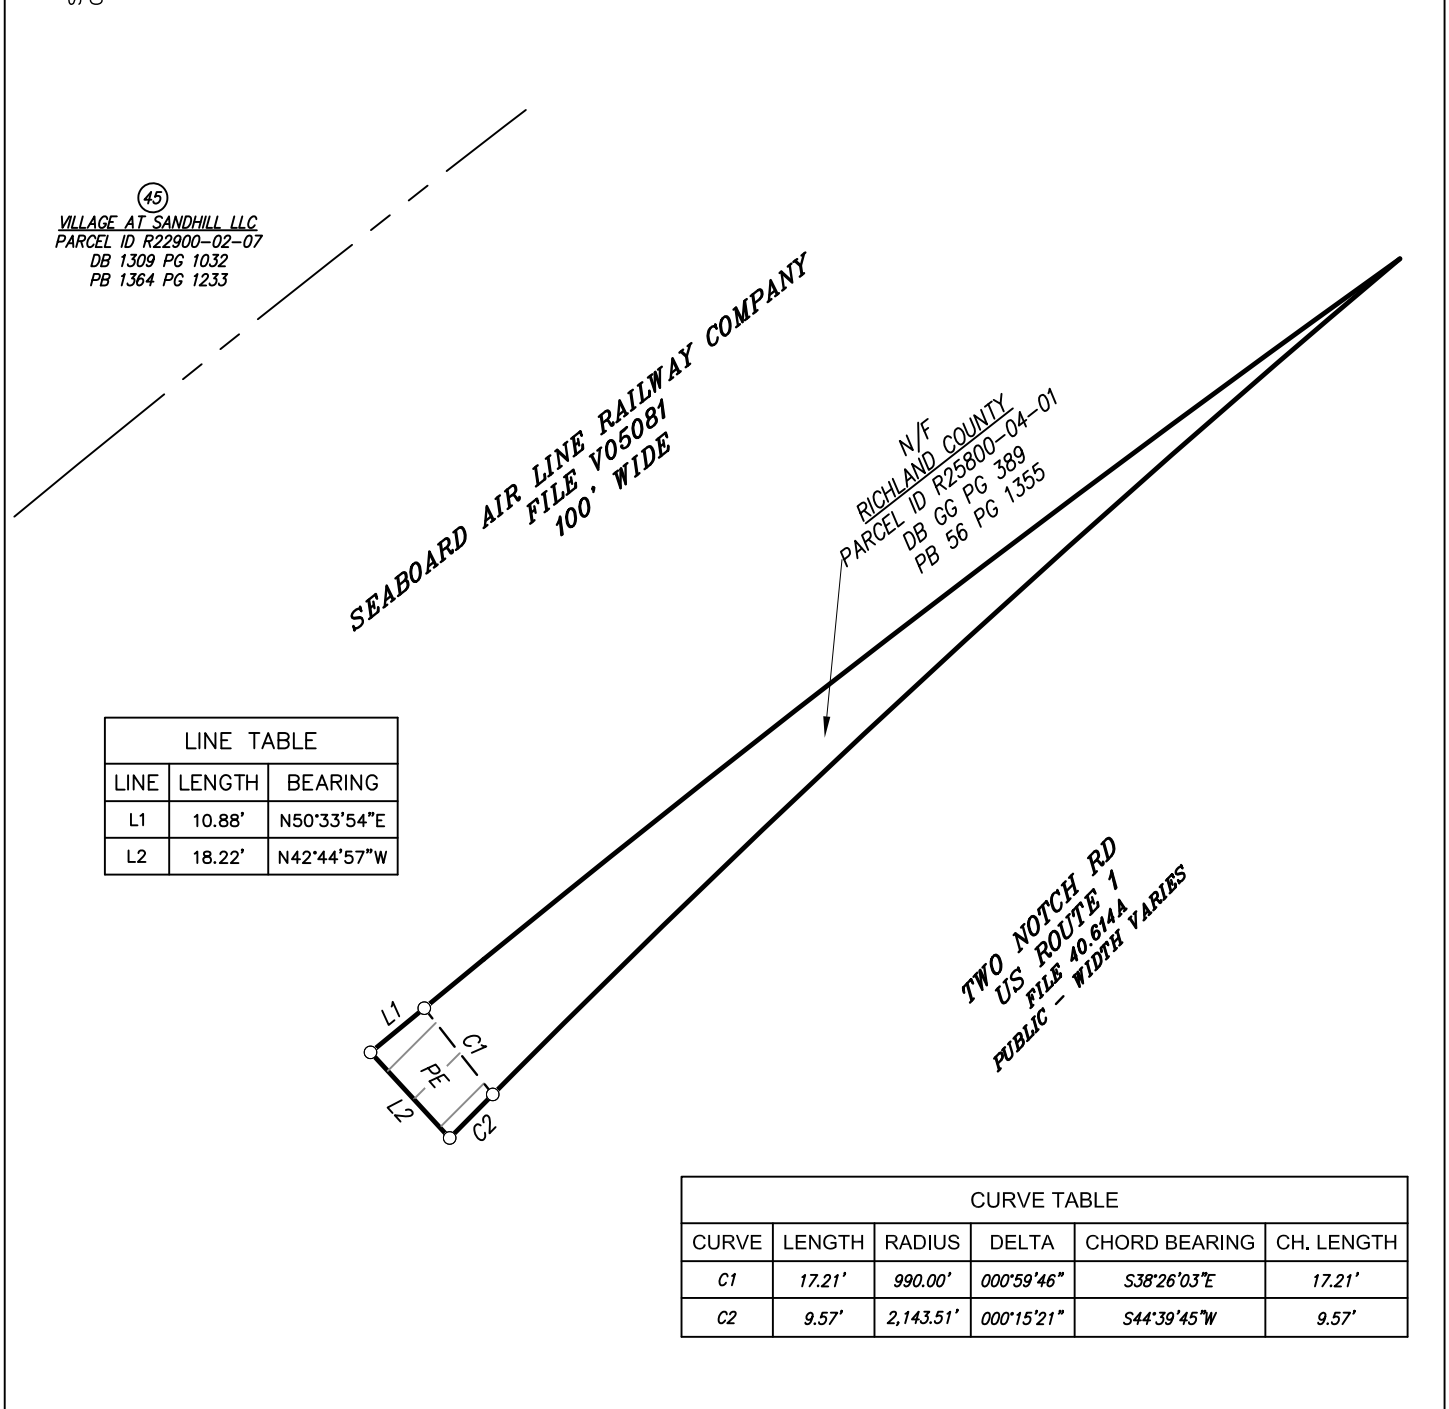 45
VILLAGE AT SANDHILL LLC
PARCEL ID R22900-02-07
DB 1309 PG 1032
PB 1364 PG 1233
SEABOARD AIR LINE RAILWAY COMPANY
FILE V05081
100' WIDE
N/F
RICHLAND COUNTY
PARCEL ID R25800-04-01
DB GG PG 389
PB 56 PG 1355
LINE TABLE
LINE LENGTH BEARING
L1 10.88' N50°33'54"E
L2 18.22' N42°44'57"W
TWO NOTCH RD
US ROUTE 1
FILE 40.614A
PUBLIC - WIDTH VARIES
L1
C1
PE
L2
C2
CURVE TABLE
CURVE LENGTH RADIUS DELTA CHORD BEARING CH. LENGTH
C1 17.21' 990.00' 000°59'46" S38°26'03"E 17.21'
C2 9.57' 2,143.51' 000°15'21" S44°39'45"W 9.57'